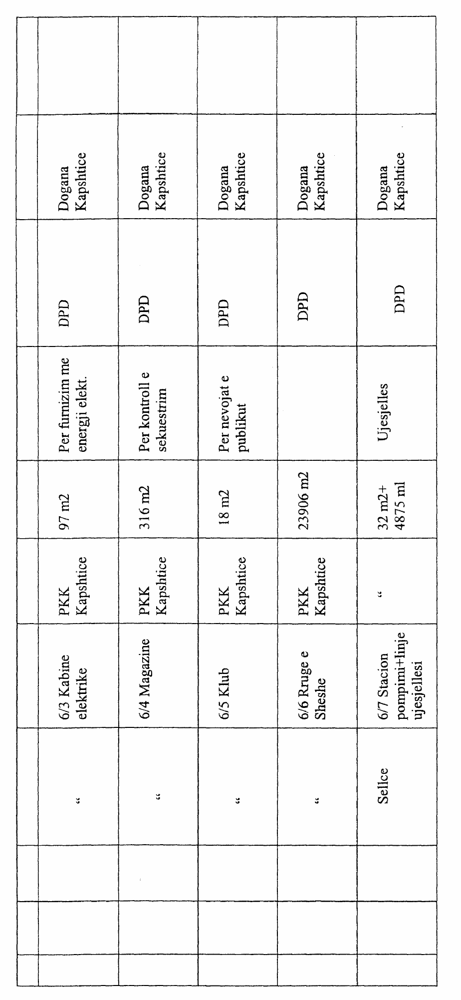 “
6/3 Kabine
elektrike
PKK
Kapshtice
97 m2
Per furnizim me
energji elekt.
DPD
Dogana
Kapshtice
“
6/4 Magazine
PKK
Kapshtice
316 m2
Per kontroll e
sekuestrim
DPD
Dogana
Kapshtice
“
6/5 Klub
PKK
Kapshtice
18 m2
Per nevojat e
publikut
DPD
Dogana
Kapshtice
“
6/6 Rruge e
Sheshe
PKK
Kapshtice
23906 m2
DPD
Dogana
Kapshtice
Sellce
6/7 Stacion
pompimi+linje
ujesjellesi
“
32 m2+
4875 ml
Ujesjelles
DPD
Dogana
Kapshtice